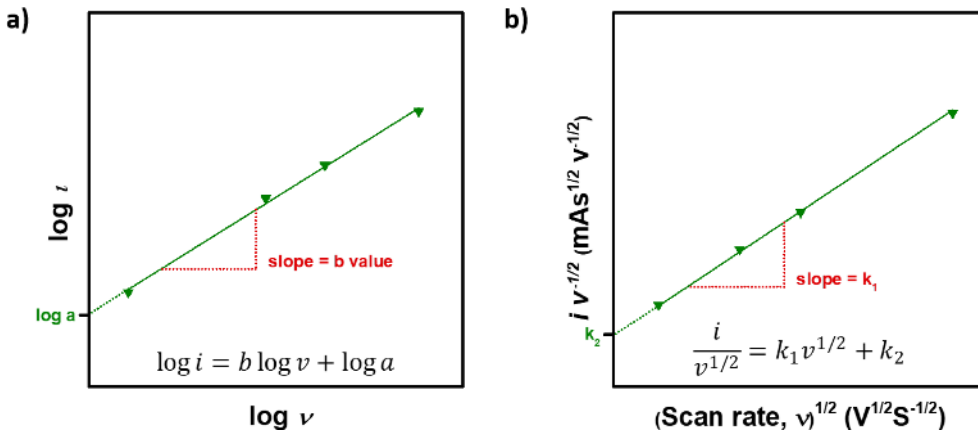 a)
log ι
slope = b value
log a
log i = b log v + log a
log ν
b)
i v⁻¹/² (mAs¹/² v⁻¹/²)
slope = k₁
k₂
i/v¹/² = k₁v¹/² + k₂
(Scan rate, ν)¹/² (V¹/²S⁻¹/²)